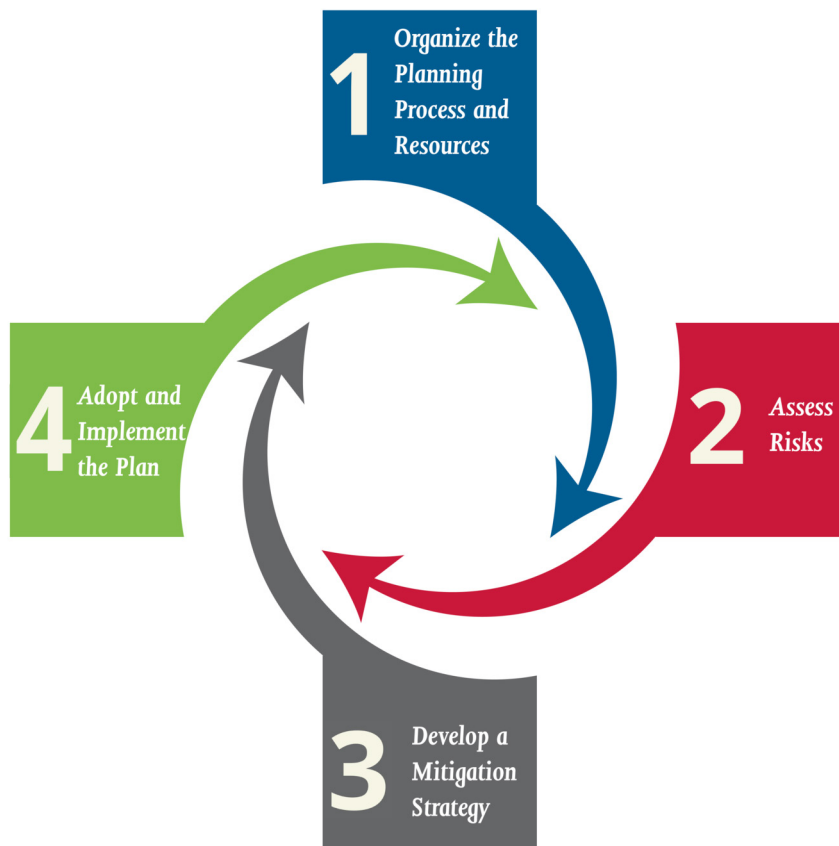 1
Organize the
Planning
Process and
Resources
2
Assess
Risks
3
Develop a
Mitigation
Strategy
4
Adopt and
Implement
the Plan